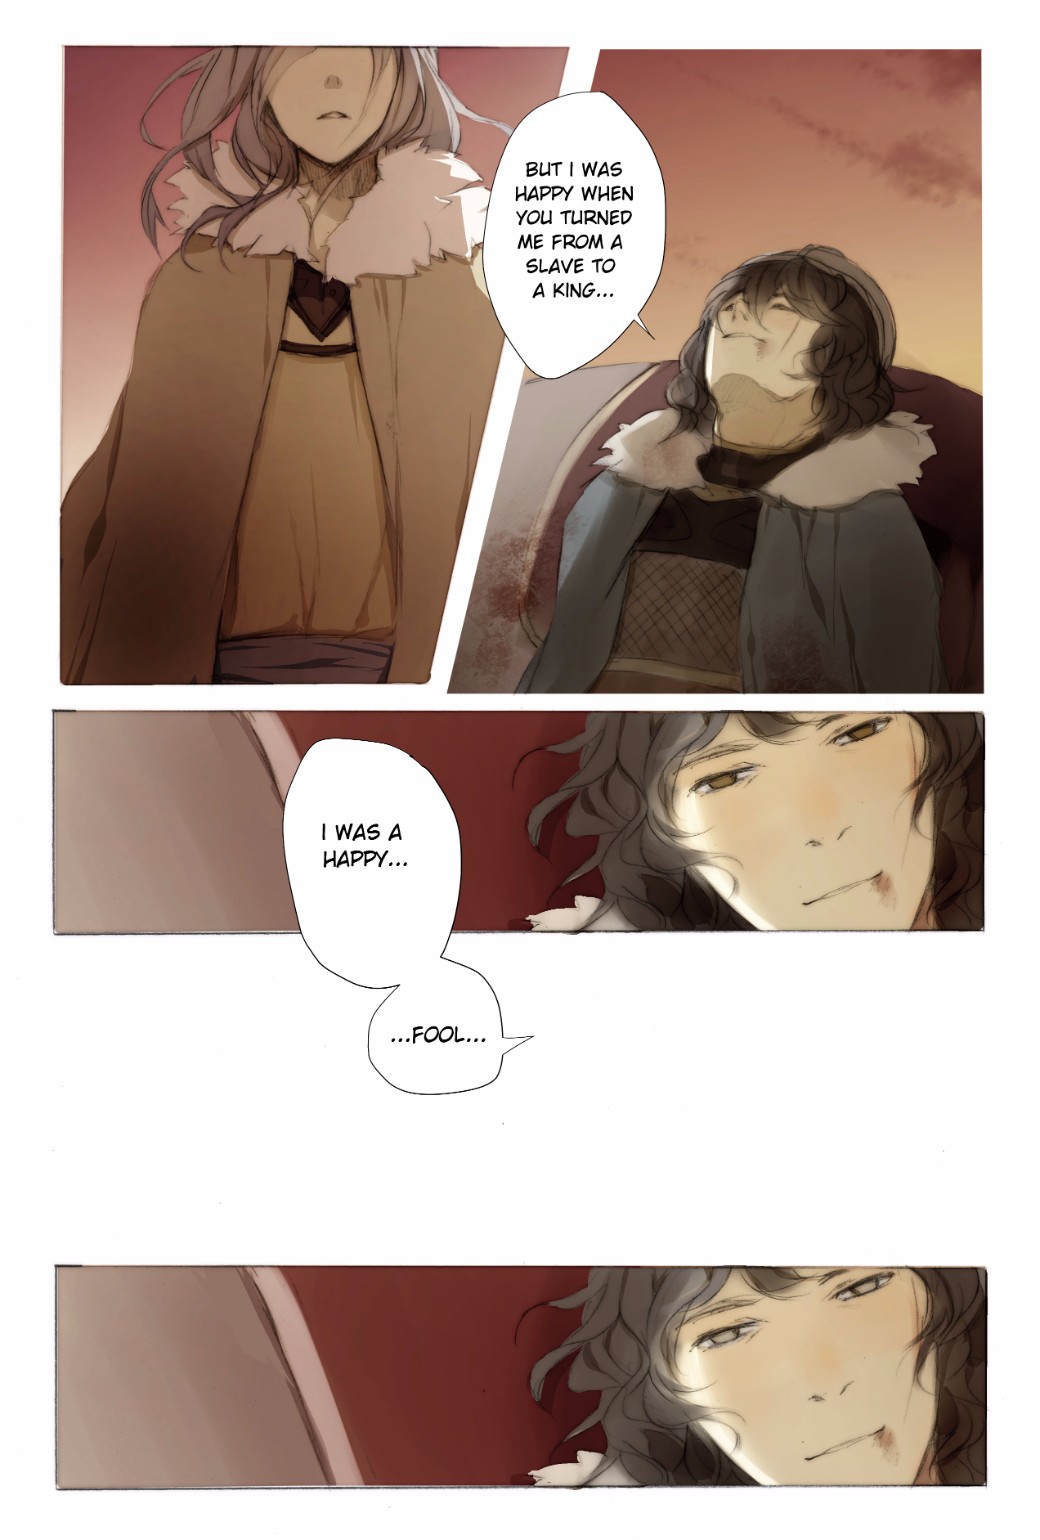 BUT I WAS
HAPPY WHEN
YOU TURNED
ME FROM A
SLAVE TO
A KING...
I WAS A
HAPPY...
...FOOL...